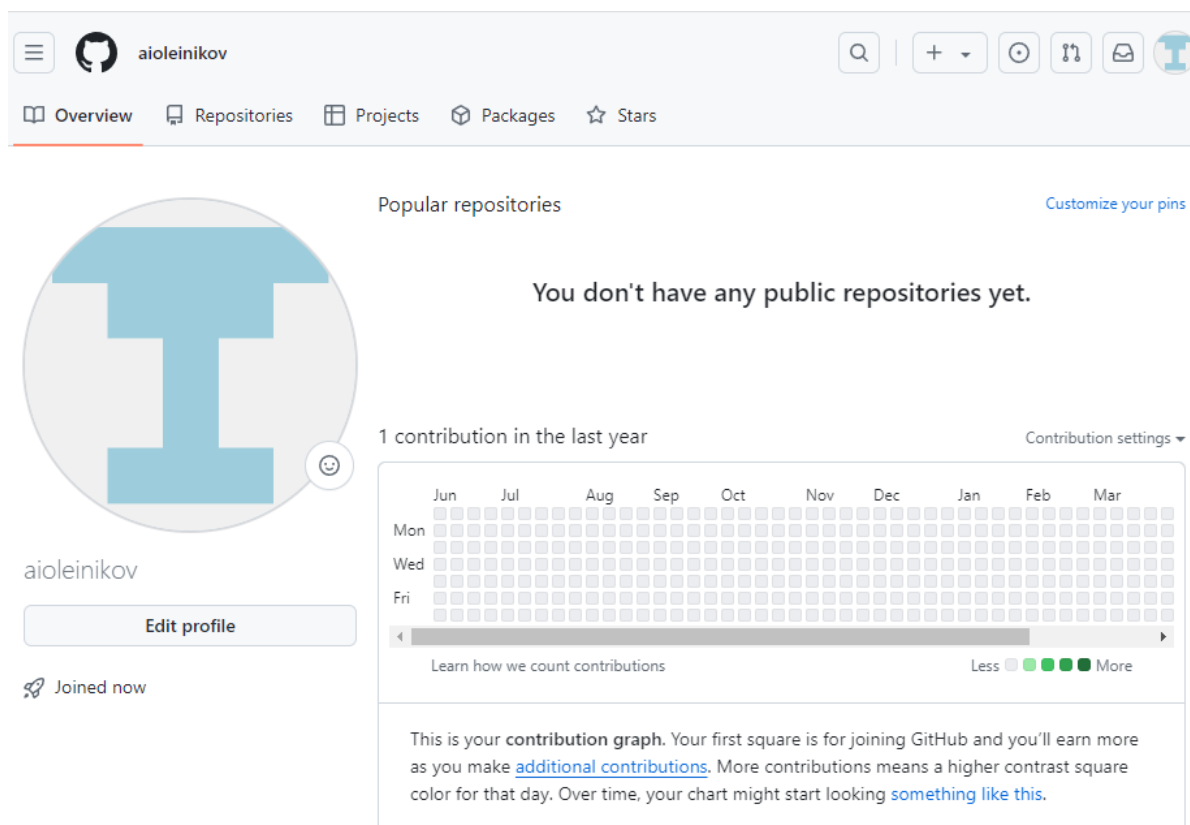 aioleinikov
Overview Repositories Projects Packages Stars
Popular repositories Customize your pins
You don't have any public repositories yet.
1 contribution in the last year Contribution settings
Jun Jul Aug Sep Oct Nov Dec Jan Feb Mar
Mon
Wed
Fri
Learn how we count contributions Less More
This is your contribution graph. Your first square is for joining GitHub and you’ll earn more
as you make additional contributions. More contributions means a higher contrast square
color for that day. Over time, your chart might start looking something like this.
aioleinikov
Edit profile
Joined now